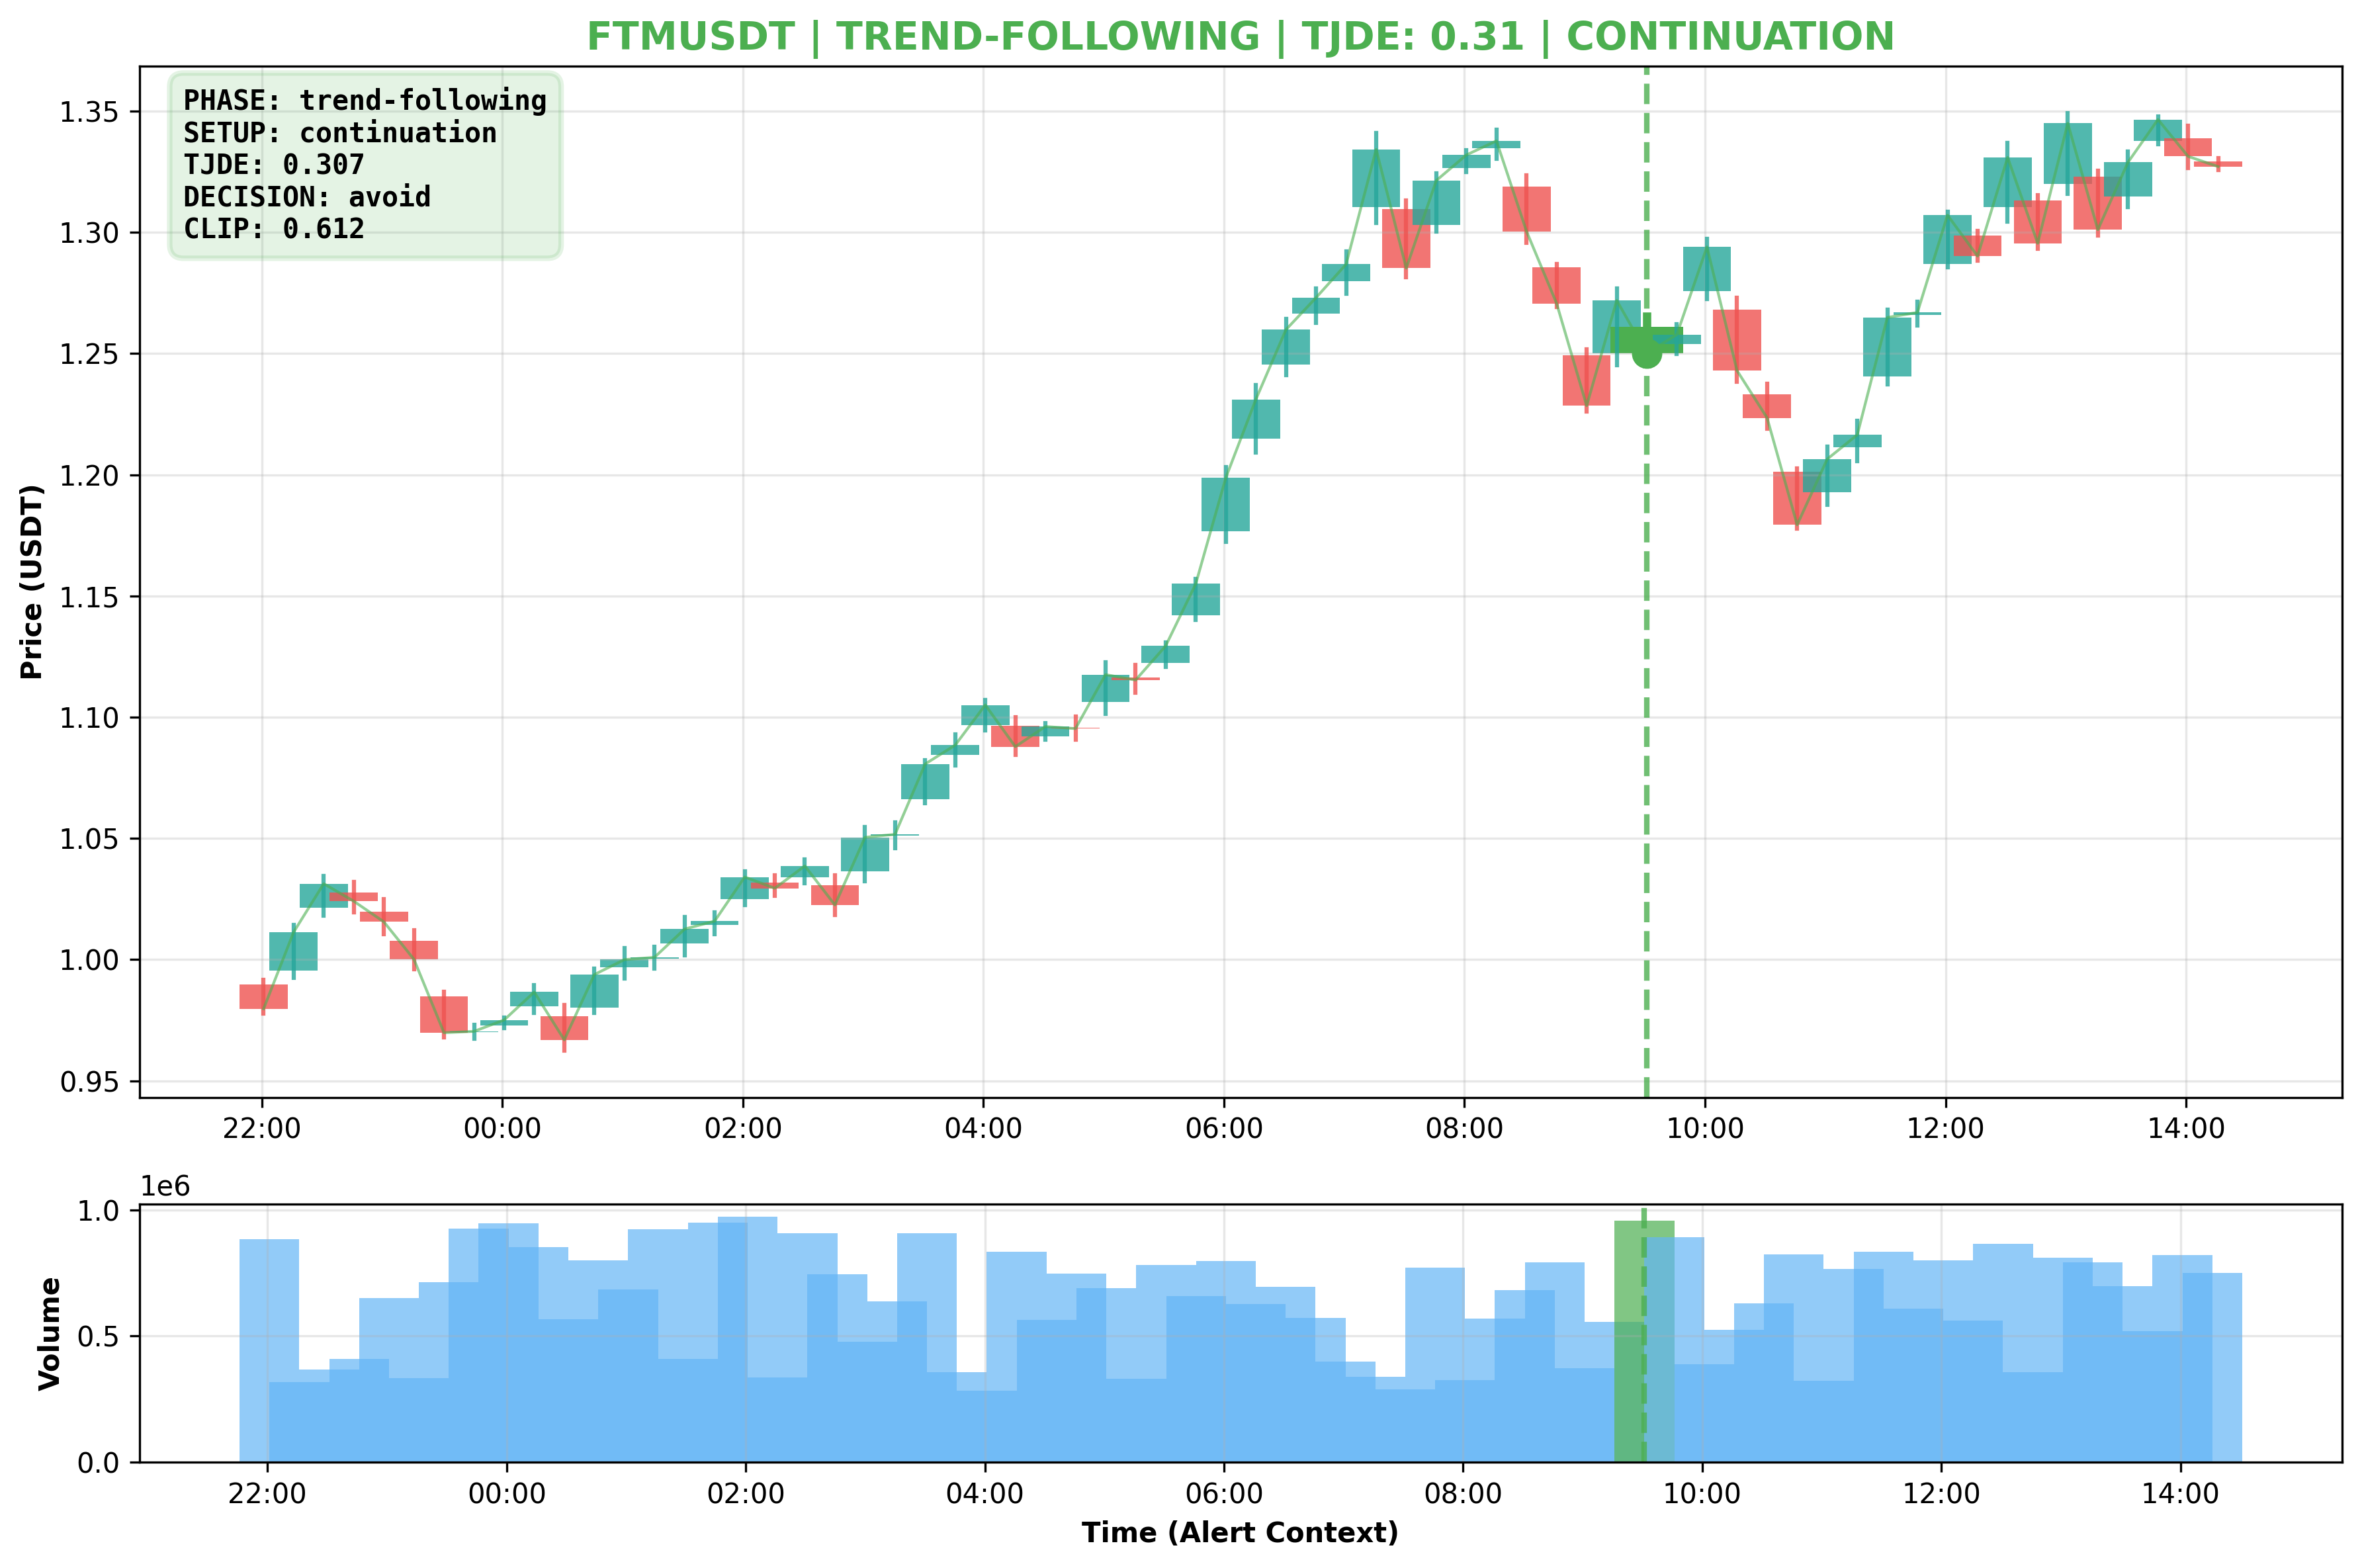 FTMUSDT | TREND-FOLLOWING | TJDE: 0.31 | CONTINUATION
PHASE: trend-following
SETUP: continuation
TJDE: 0.307
DECISION: avoid
CLIP: 0.612
Price (USDT)
1.35
1.30
1.25
1.20
1.15
1.10
1.05
1.00
0.95
22:00 00:00 02:00 04:00 06:00 08:00 10:00 12:00 14:00
1e6
Volume
1.0
0.5
0.0
22:00 00:00 02:00 04:00 06:00 08:00 10:00 12:00 14:00
Time (Alert Context)